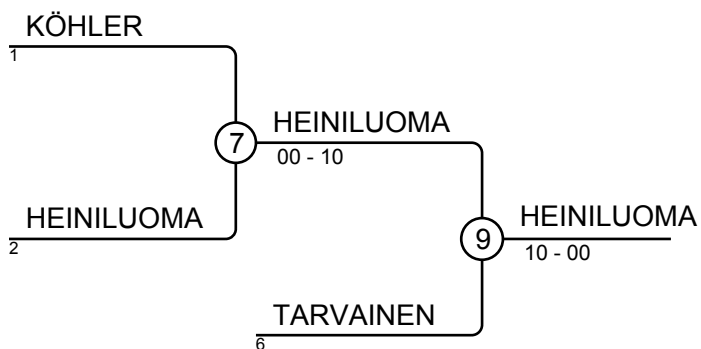 KÖHLER
1
7
HEINILUOMA
00 - 10
HEINILUOMA
2
9
HEINILUOMA
10 - 00
TARVAINEN
6